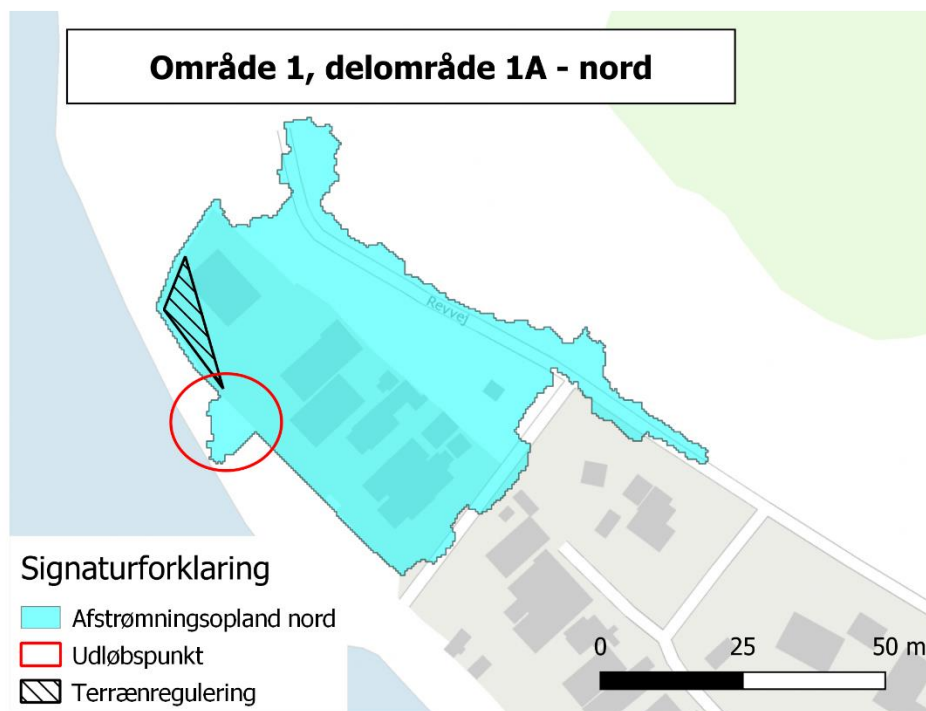 Område 1, delområde 1A - nord
Revvej
Signaturforklaring
Afstrømningsopland nord
Udløbspunkt
Terrænregulering
0 25 50 m